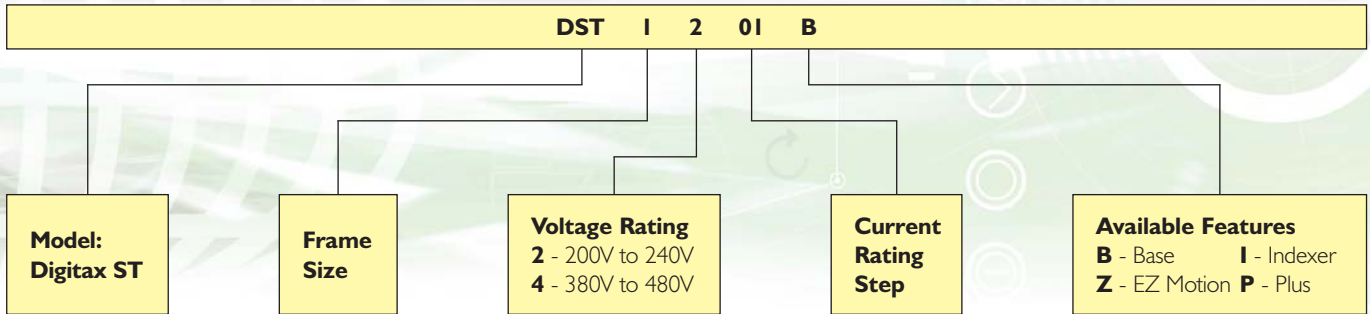 DST 1 2 01 B
Model:
Digitax ST
Frame
Size
Voltage Rating
2 - 200V to 240V
4 - 380V to 480V
Current
Rating
Step
Available Features
B - Base I - Indexer
Z - EZ Motion P - Plus